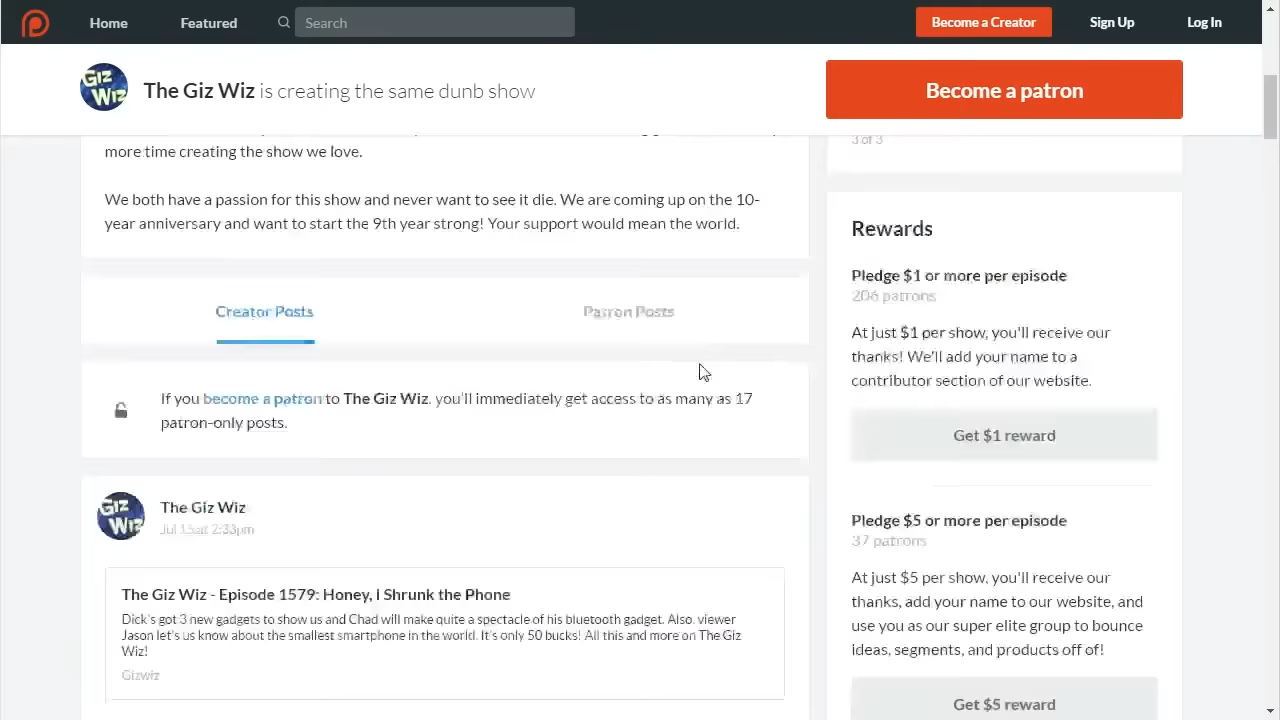 Home Featured Search Become a Creator Sign Up Log In
GIZ WIZ
The Giz Wiz is creating the same dunb show
Become a patron
more time creating the show we love.
We both have a passion for this show and never want to see it die. We are coming up on the 10-
year anniversary and want to start the 9th year strong! Your support would mean the world.
Creator Posts Patron Posts
If you become a patron to The Giz Wiz, you'll immediately get access to as many as 17
patron-only posts.
GIZ WIZ
The Giz Wiz
Jul 15 at 2:33pm
The Giz Wiz - Episode 1579: Honey, i Shrunk the Phone
Dick's got 3 new gadgets to show us and Chad will make quite a spectacle of his bluetooth gadget. Also, viewer
Jason let's us know about the smallest smartphone in the world. It's only 50 bucks! All this and more on The Giz
Wiz!
Gizwiz
3 of 3
Rewards
Pledge $1 or more per episode
206 patrons
At just $1 per show, you'll receive our
thanks! We'll add your name to a
contributor section of our website.
Get $1 reward
Pledge $5 or more per episode
37 patrons
At just $5 per show, you'll receive our
thanks, add your name to our website, and
use you as our super elite group to bounce
ideas, segments, and products off of!
Get $5 reward